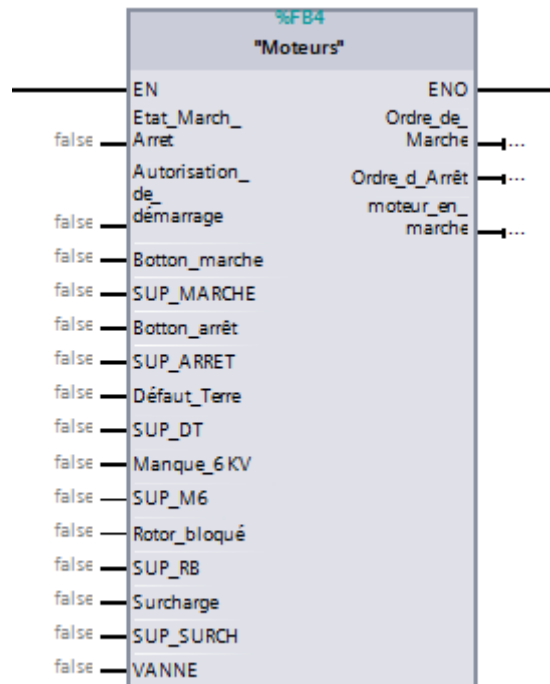 %FB4
"Moteurs"
EN ENO
Etat_March_ Ordre_de_
false Arret Marche ...
Autorisation_ Ordre_d_Arrêt ...
de_ moteur_en_
false démarrage marche ...
false Botton_marche
false SUP_MARCHE
false Botton_arrêt
false SUP_ARRET
false Défaut_Terre
false SUP_DT
false Manque_6KV
false SUP_M6
false Rotor_bloqué
false SUP_RB
false Surcharge
false SUP_SURCH
false VANNE